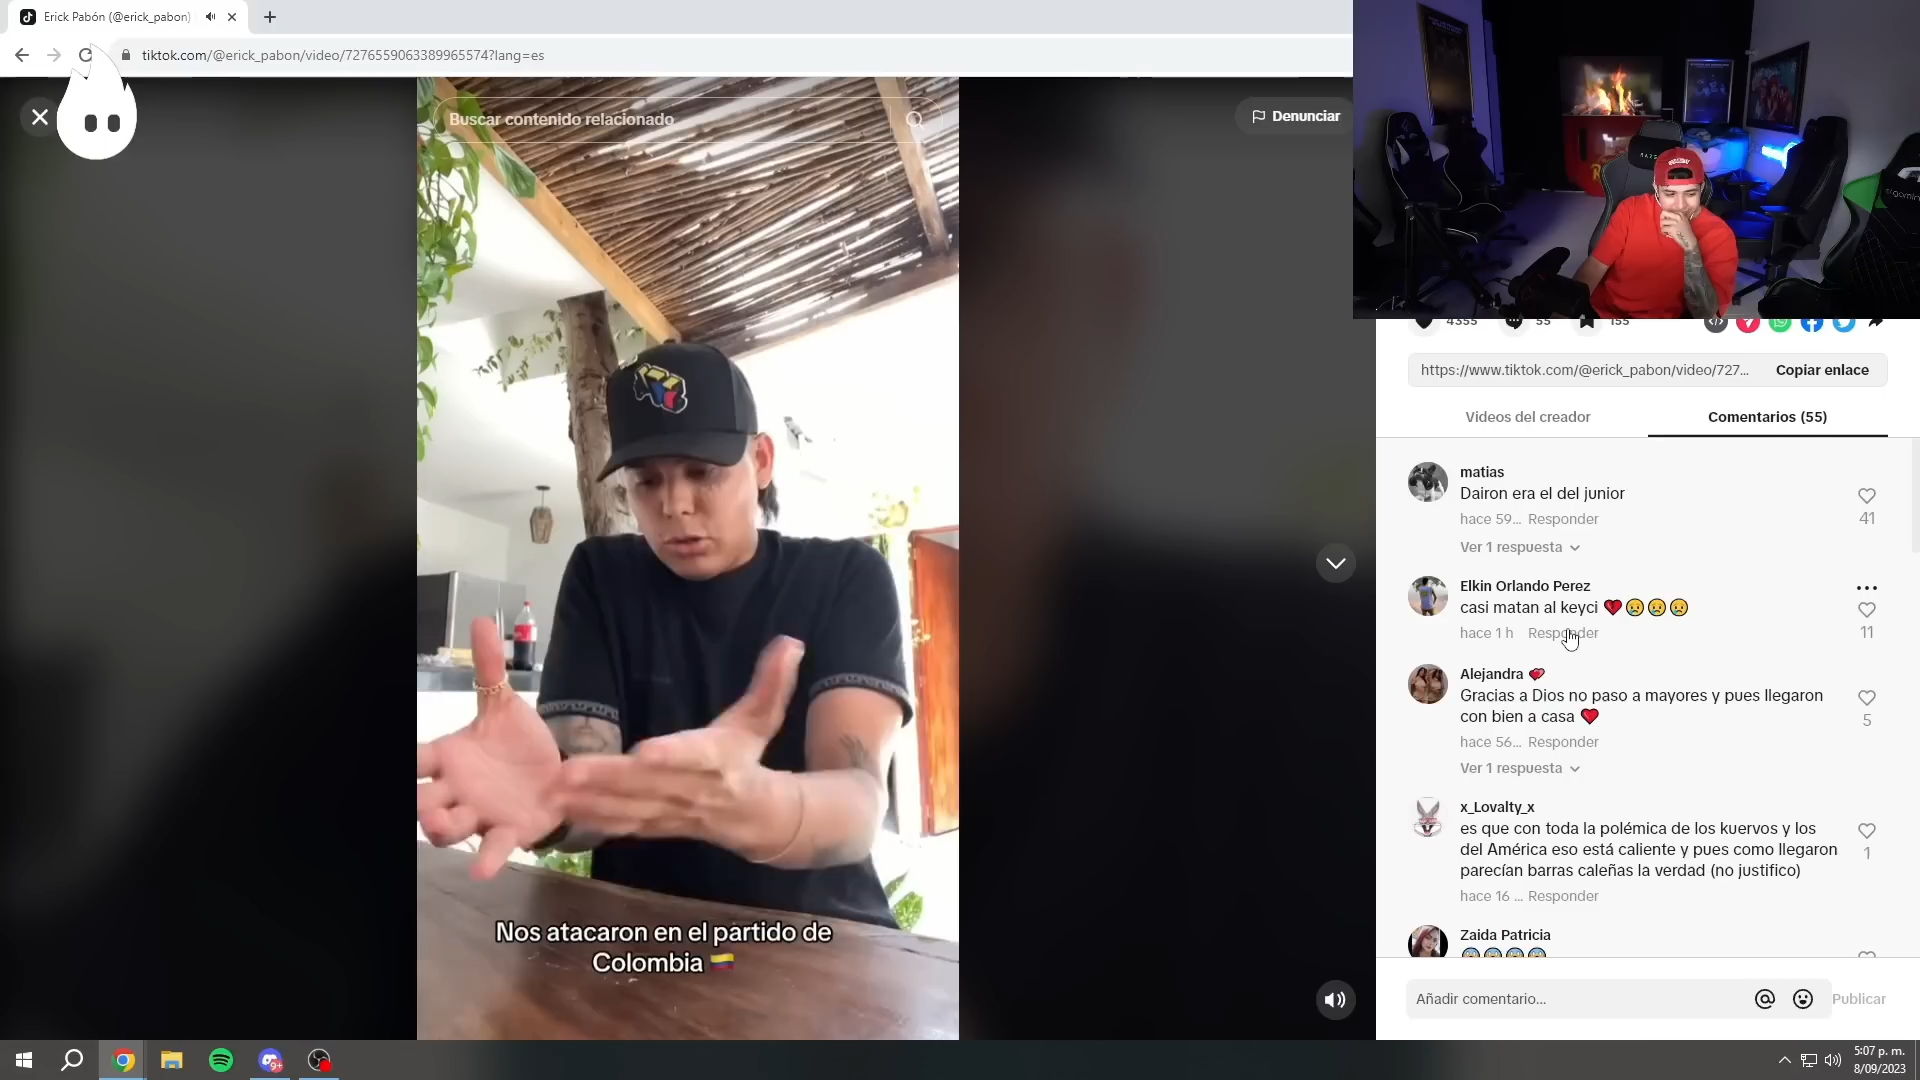 Erick Pabón (@erick_pabon)
tiktok.com/@erick_pabon/video/7276559063389965574?lang=es
Buscar contenido relacionado
Denunciar
Nos atacaron en el partido de
Colombia
4355
55
155
https://www.tiktok.com/@erick_pabon/video/727...
Copiar enlace
Videos del creador
Comentarios (55)
matias
Dairon era el del junior
hace 59... Responder
41
Ver 1 respuesta
Elkin Orlando Perez
casi matan al keyci 💔😢😢😢
hace 1 h Responder
11
Alejandra 💕
Gracias a Dios no paso a mayores y pues llegaron
con bien a casa ❤️
5
hace 56... Responder
Ver 1 respuesta
x_Lovalty_x
es que con toda la polémica de los kuervos y los
del América eso está caliente y pues como llegaron
parecían barras caleñas la verdad (no justifico)
1
hace 16 ... Responder
Zaida Patricia
Añadir comentario...
Publicar
9+
5:07 p. m.
8/09/2023